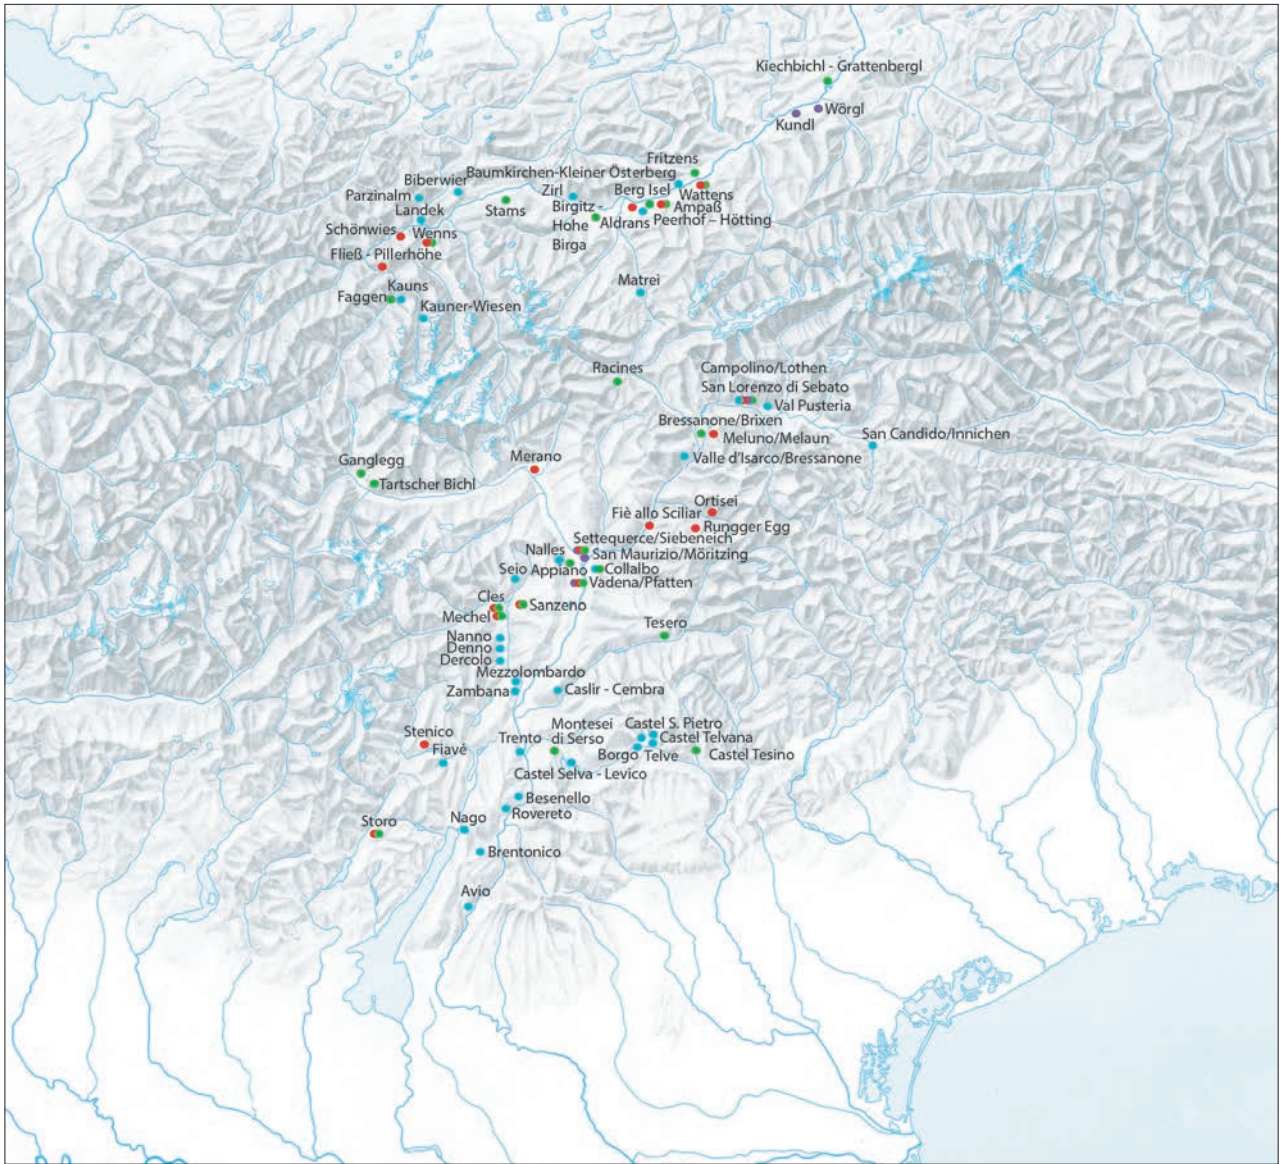 Kiechbichl - Grattenbergl
Wörgl
Kundl
Fritzens
Baumkirchen-Kleiner Österberg
Biberwier
Zirl
Berg Isel
Wattens
Parzinalm
Landek
Stams
Birgitz -
Hohe
Birga
Aldrans
Ampaß
Peerhof – Hötting
Schönwies
Wenns
Fließ - Pillerhöhe
Kauns
Faggen
Kauner-Wiesen
Matrei
Racines
Campolino/Lothen
San Lorenzo di Sebato
Val Pusteria
Bressanone/Brixen
Meluno/Melaun
San Candido/Innichen
Valle d'Isarco/Bressanone
Ganglegg
Tartscher Bichl
Merano
Ortisei
Fiè allo Sciliar
Rungger Egg
Settequerce/Siebeneich
Nalles
San Maurizio/Möritzing
Seio
Appiano
Collalbo
Vadena/Pfatten
Cles
Sanzeno
Mechel
Tesero
Nanno
Denno
Dercolo
Mezzolombardo
Zambana
Caslir - Cembra
Stenico
Fiavè
Trento
Montesei
di Serso
Castel S. Pietro
Castel Telvana
Borgo
Telve
Castel Tesino
Castel Selva - Levico
Besenello
Rovereto
Storo
Nago
Brentonico
Avio